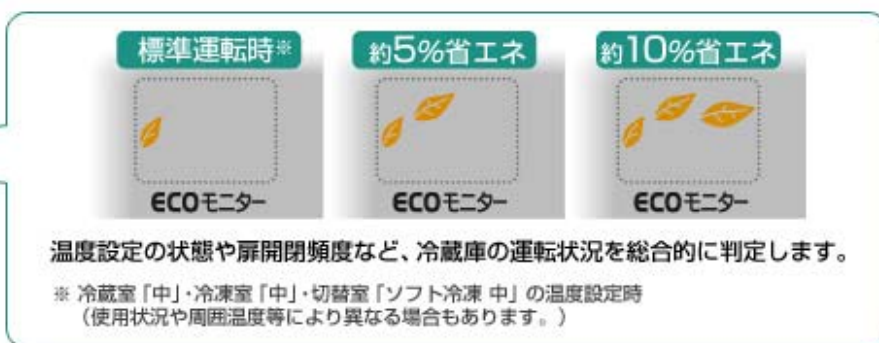 標準運転時※ 約5%省エネ 約10%省エネ
ECOモニター ECOモニター ECOモニター
温度設定の状態や扉開閉頻度など、冷蔵庫の運転状況を総合的に判定します。
※ 冷蔵室「中」・冷凍室「中」・切替室「ソフト冷凍 中」の温度設定時
（使用状況や周囲温度等により異なる場合もあります。）